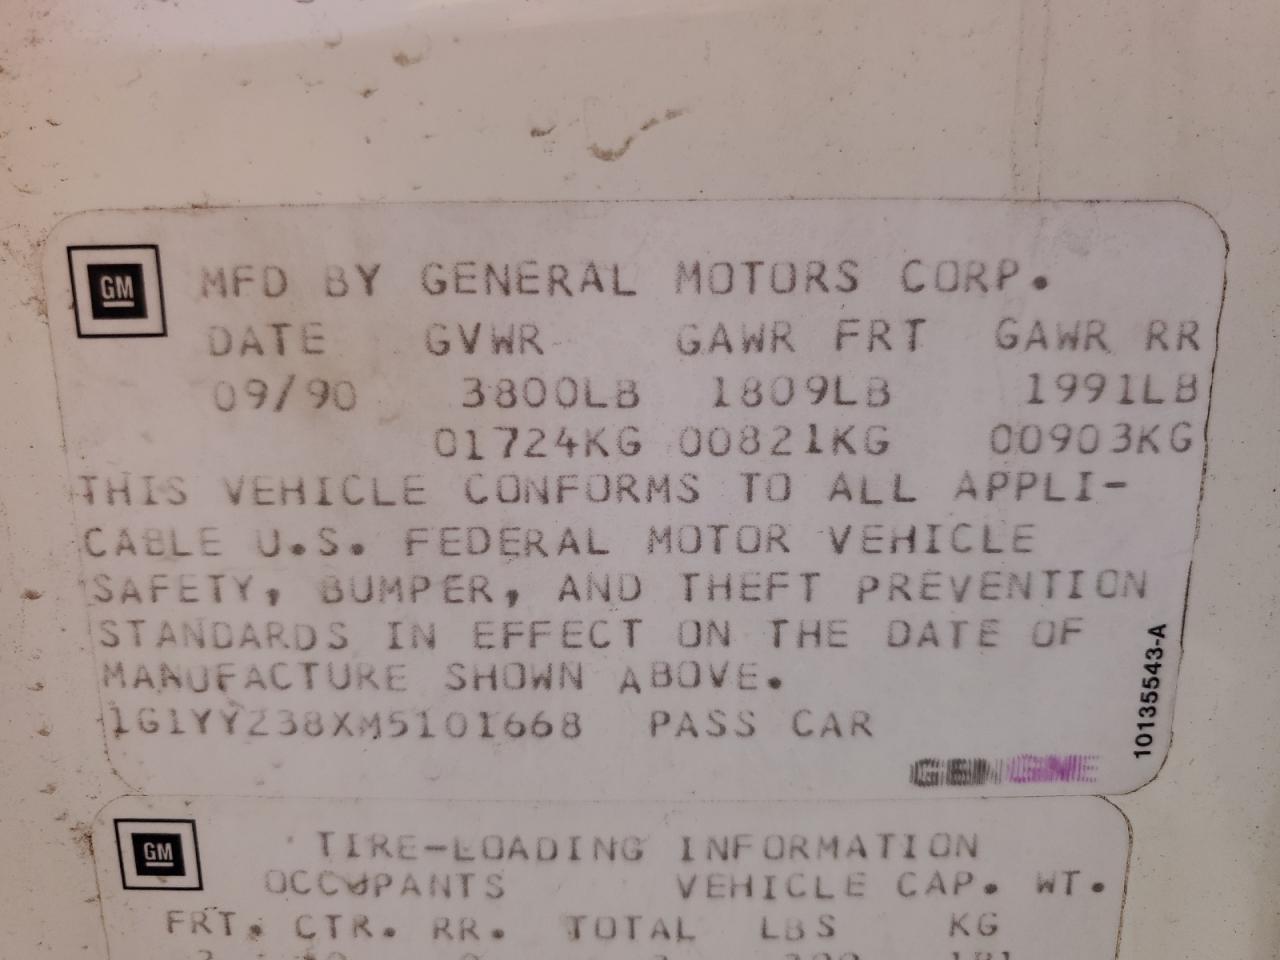 GM
MFD BY GENERAL MOTORS CORP.
DATE GVWR GAWR FRT GAWR RR
09/90 3800LB 1809LB 1991LB
01724KG 00821KG 00903KG
THIS VEHICLE CONFORMS TO ALL APPLI-
CABLE U.S. FEDERAL MOTOR VEHICLE
SAFETY, BUMPER, AND THEFT PREVENTION
STANDARDS IN EFFECT ON THE DATE OF
MANUFACTURE SHOWN ABOVE.
1G1YYZ38XM5101668 PASS CAR
10135543-A
GM
TIRE-LOADING INFORMATION
OCCUPANTS VEHICLE CAP. WT.
FRT. CTR. RR. TOTAL LBS KG